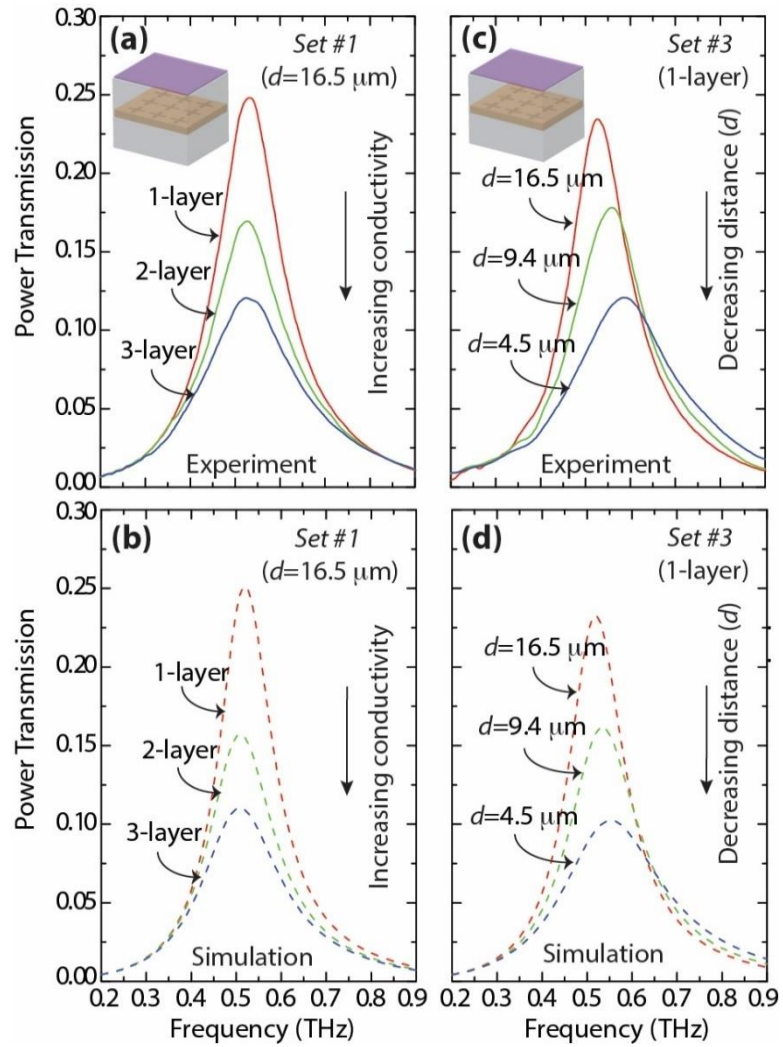 (a)
Set #1
(d=16.5 μm)
0.30
0.25
0.20
0.15
0.10
0.05
0.00
Power Transmission
1-layer
2-layer
3-layer
Increasing conductivity
Experiment
(c)
Set #3
(1-layer)
d=16.5 μm
d=9.4 μm
d=4.5 μm
Decreasing distance (d)
Experiment
(b)
Set #1
(d=16.5 μm)
0.30
0.25
0.20
0.15
0.10
0.05
0.00
Power Transmission
1-layer
2-layer
3-layer
Increasing conductivity
Simulation
0.2 0.3 0.4 0.5 0.6 0.7 0.8 0.9
Frequency (THz)
(d)
Set #3
(1-layer)
d=16.5 μm
d=9.4 μm
d=4.5 μm
Decreasing distance (d)
Simulation
0.2 0.3 0.4 0.5 0.6 0.7 0.8 0.9
Frequency (THz)